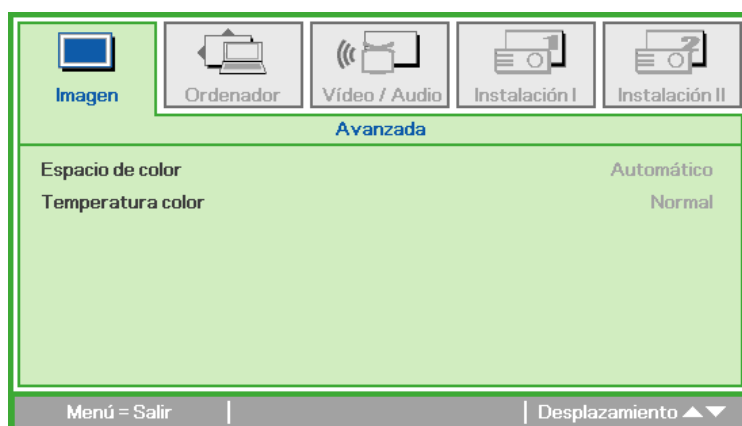 Imagen
Ordenador
Vídeo / Audio
Instalación I
Instalación II
Avanzada
Espacio de color Automático
Temperatura color Normal
Menú = Salir Desplazamiento ▲▼